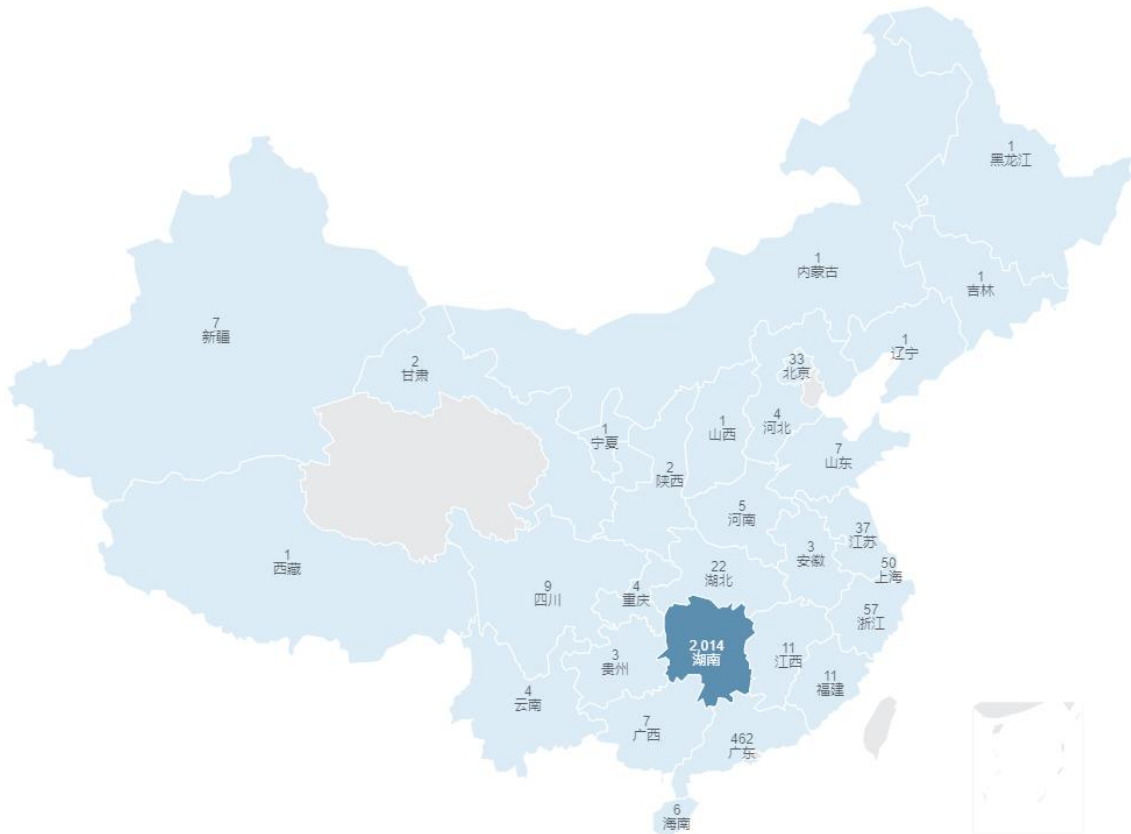 1
黑龙江
1
内蒙古
1
吉林
7
新疆
1
辽宁
2
甘肃
33
北京
4
河北
1
山西
1
宁夏
7
山东
2
陕西
5
河南
37
江苏
3
安徽
50
上海
1
西藏
22
湖北
9
四川
4
重庆
57
浙江
2,014
湖南
11
江西
3
贵州
11
福建
4
云南
7
广西
462
广东
6
海南